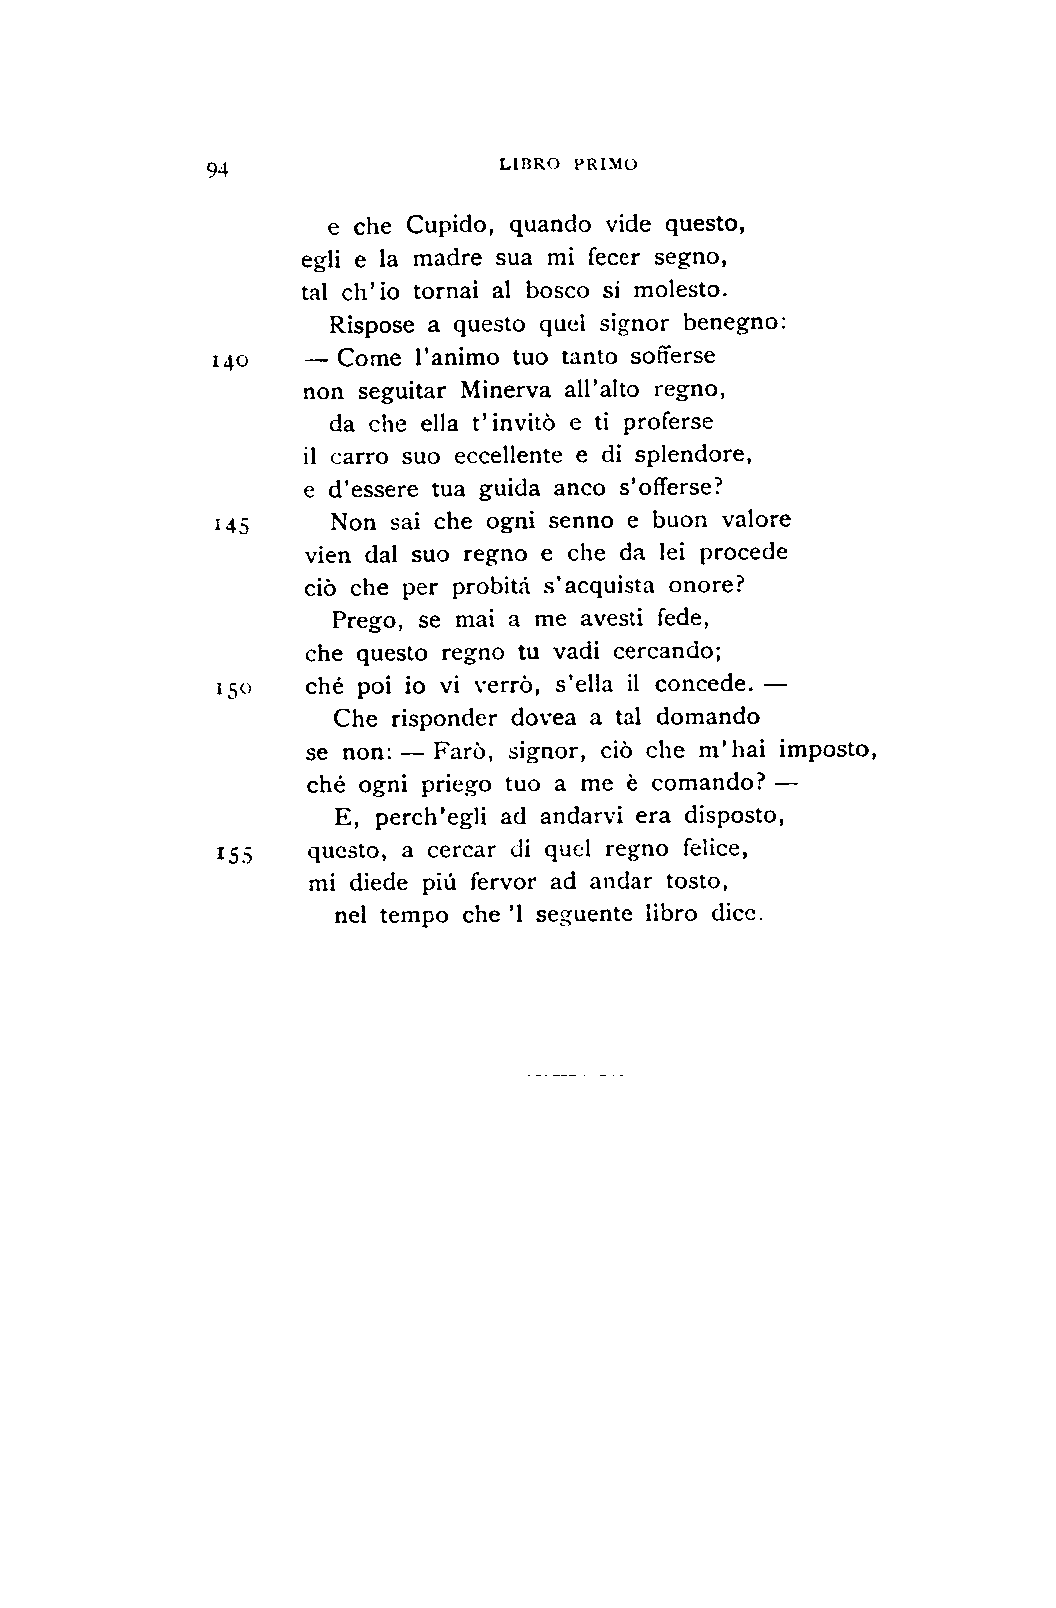 94 LIBRO PRIMO
e che Cupido, quando vide questo,
egli e la madre sua mi fecer segno,
tal ch'io tornai al bosco si molesto.
Rispose a questo quel signor benegno:
140 — Come l'animo tuo tanto sofferse
non seguitar Minerva all'alto regno,
da che ella t'invitò e ti proferse
il carro suo eccellente e di splendore,
e d'essere tua guida anco s'offerse?
145 Non sai che ogni senno e buon valore
vien dal suo regno e che da lei procede
ciò che per probitá s'acquista onore?
Prego, se mai a me avesti fede,
che questo regno tu vadi cercando;
150 ché poi io vi verrò, s'ella il concede. —
Che risponder dovea a tal domando
se non: — Farò, signor, ciò che m'hai imposto,
ché ogni priego tuo a me è comando? —
E, perch'egli ad andarvi era disposto,
155 questo, a cercar di quel regno felice,
mi diede piú fervor ad andar tosto,
nel tempo che 'l seguente libro dice.